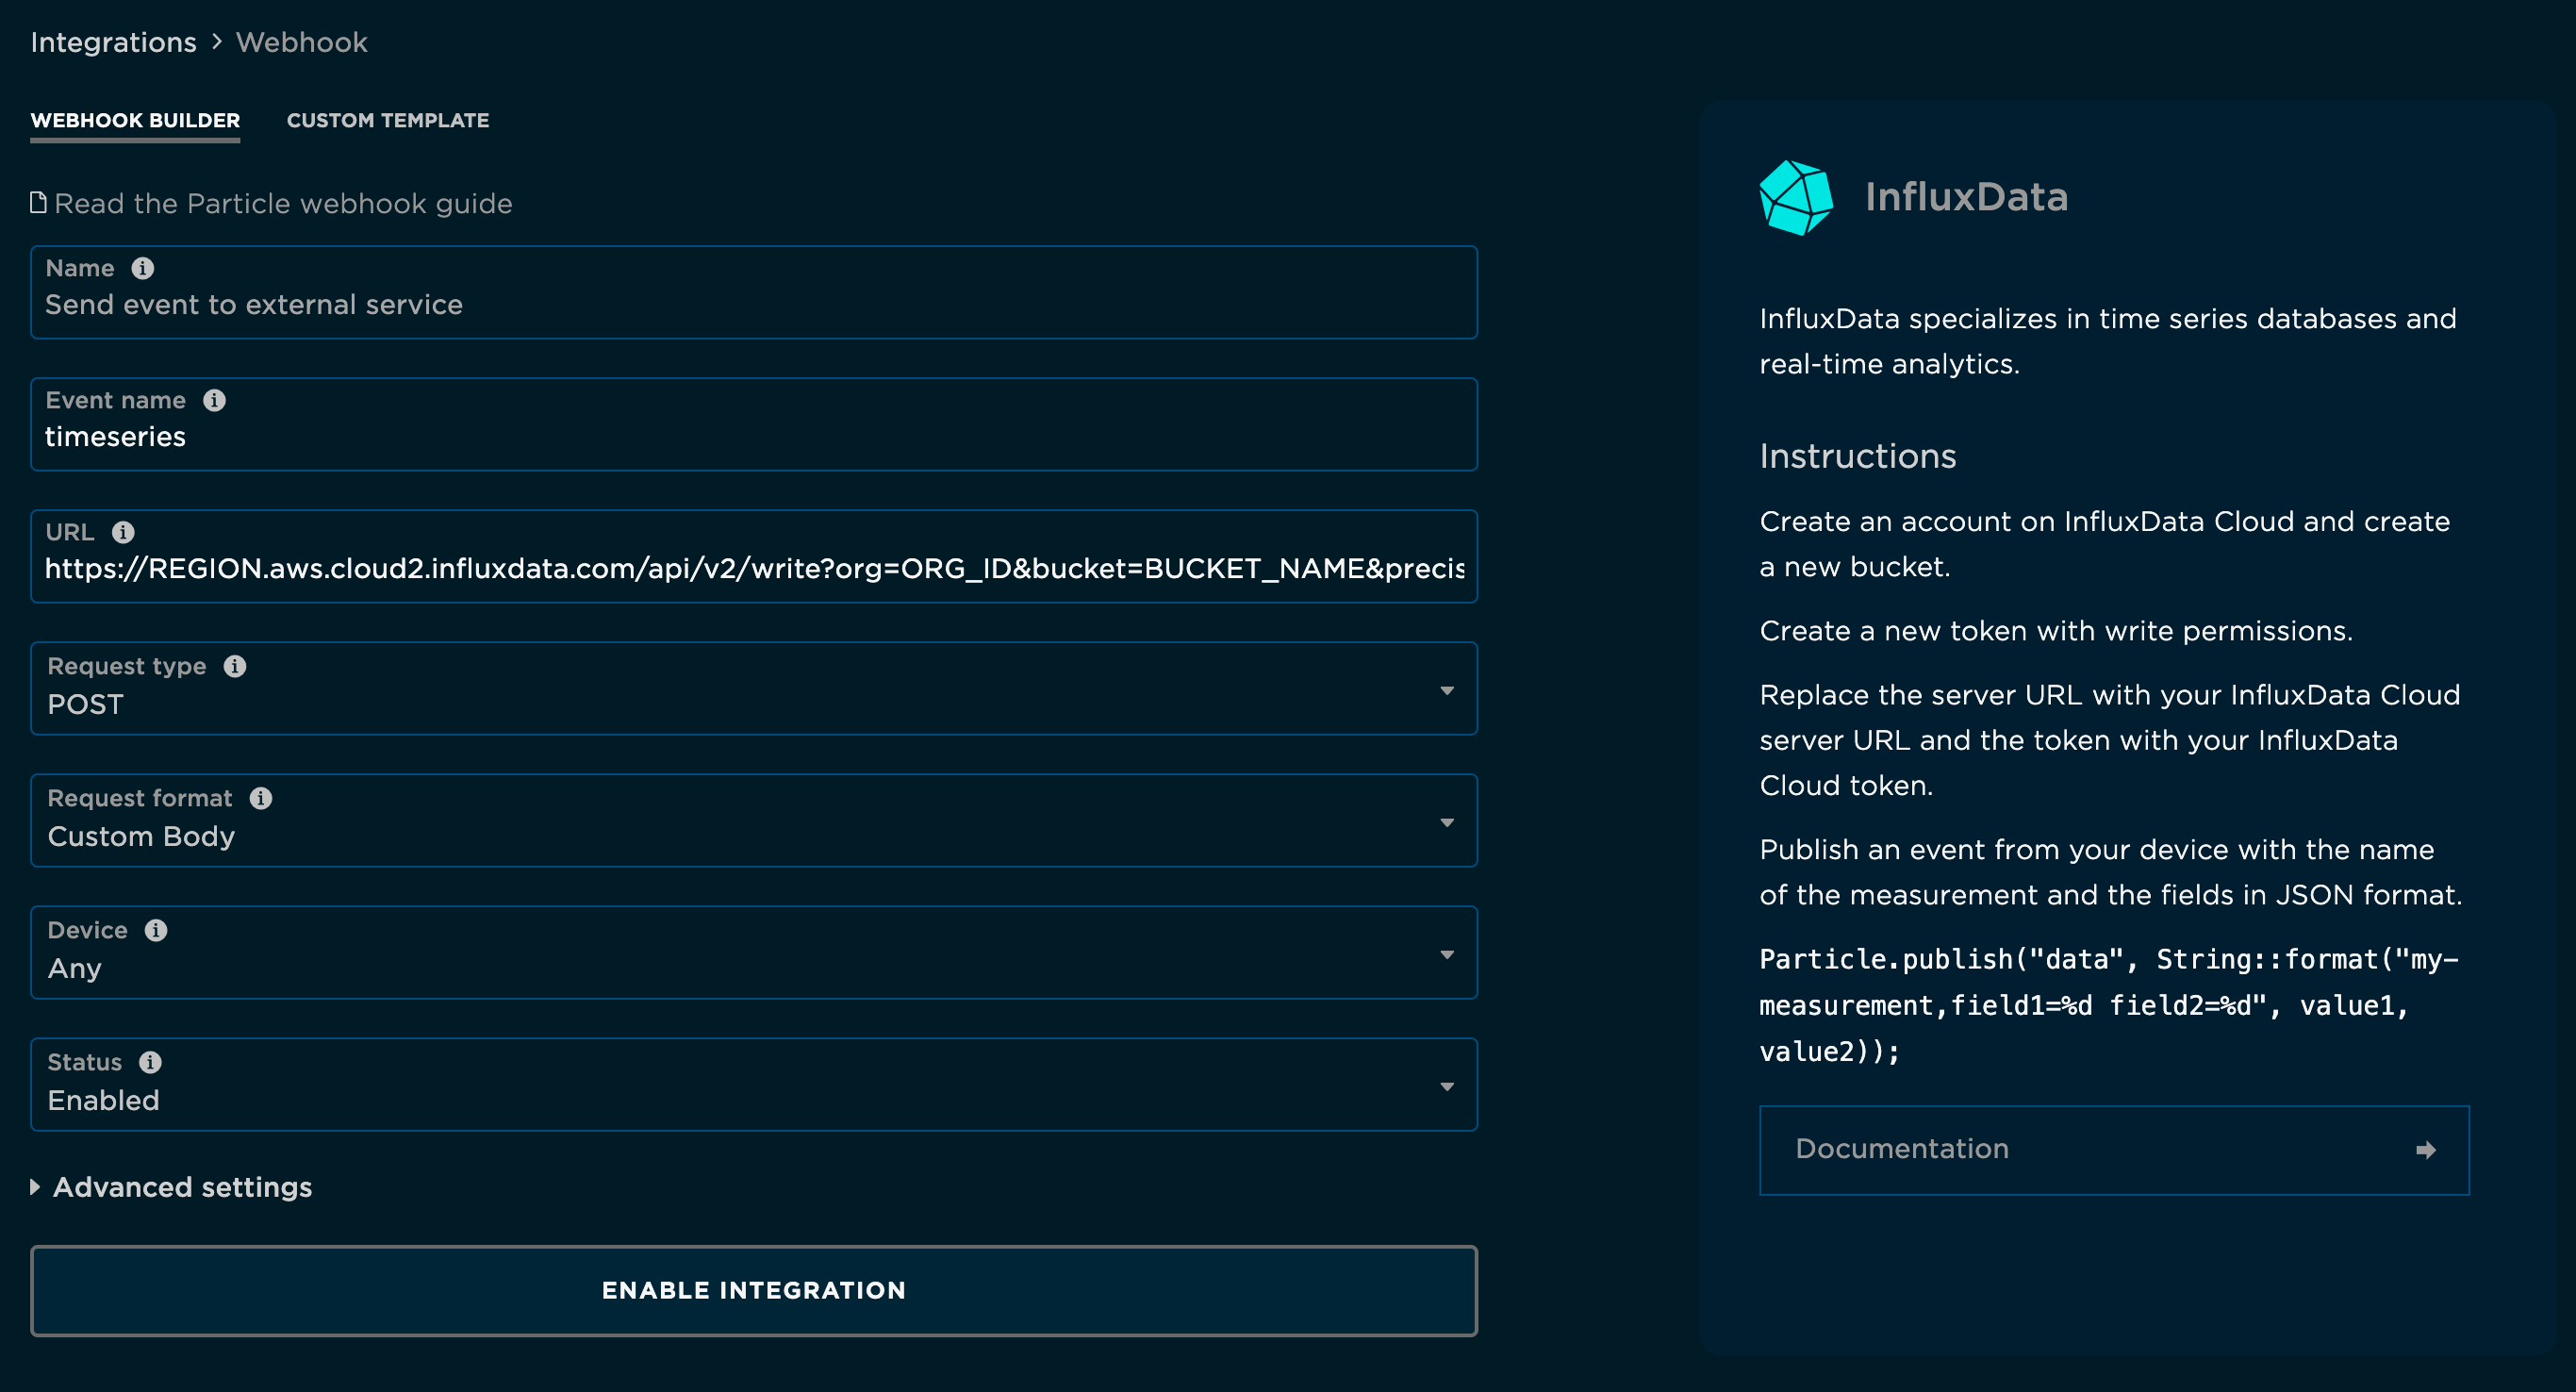 Integrations > Webhook
WEBHOOK BUILDER
CUSTOM TEMPLATE
Read the Particle webhook guide
Name
Send event to external service
Event name
timeseries
URL
https://REGION.aws.cloud2.influxdata.com/api/v2/write?org=ORG_ID&bucket=BUCKET_NAME&precis
Request type
POST
Request format
Custom Body
Device
Any
Status
Enabled
Advanced settings
ENABLE INTEGRATION
InfluxData
InfluxData specializes in time series databases and
real-time analytics.
Instructions
Create an account on InfluxData Cloud and create
a new bucket.
Create a new token with write permissions.
Replace the server URL with your InfluxData Cloud
server URL and the token with your InfluxData
Cloud token.
Publish an event from your device with the name
of the measurement and the fields in JSON format.
Particle.publish("data", String::format("my-
measurement,field1=%d field2=%d", value1,
value2));
Documentation